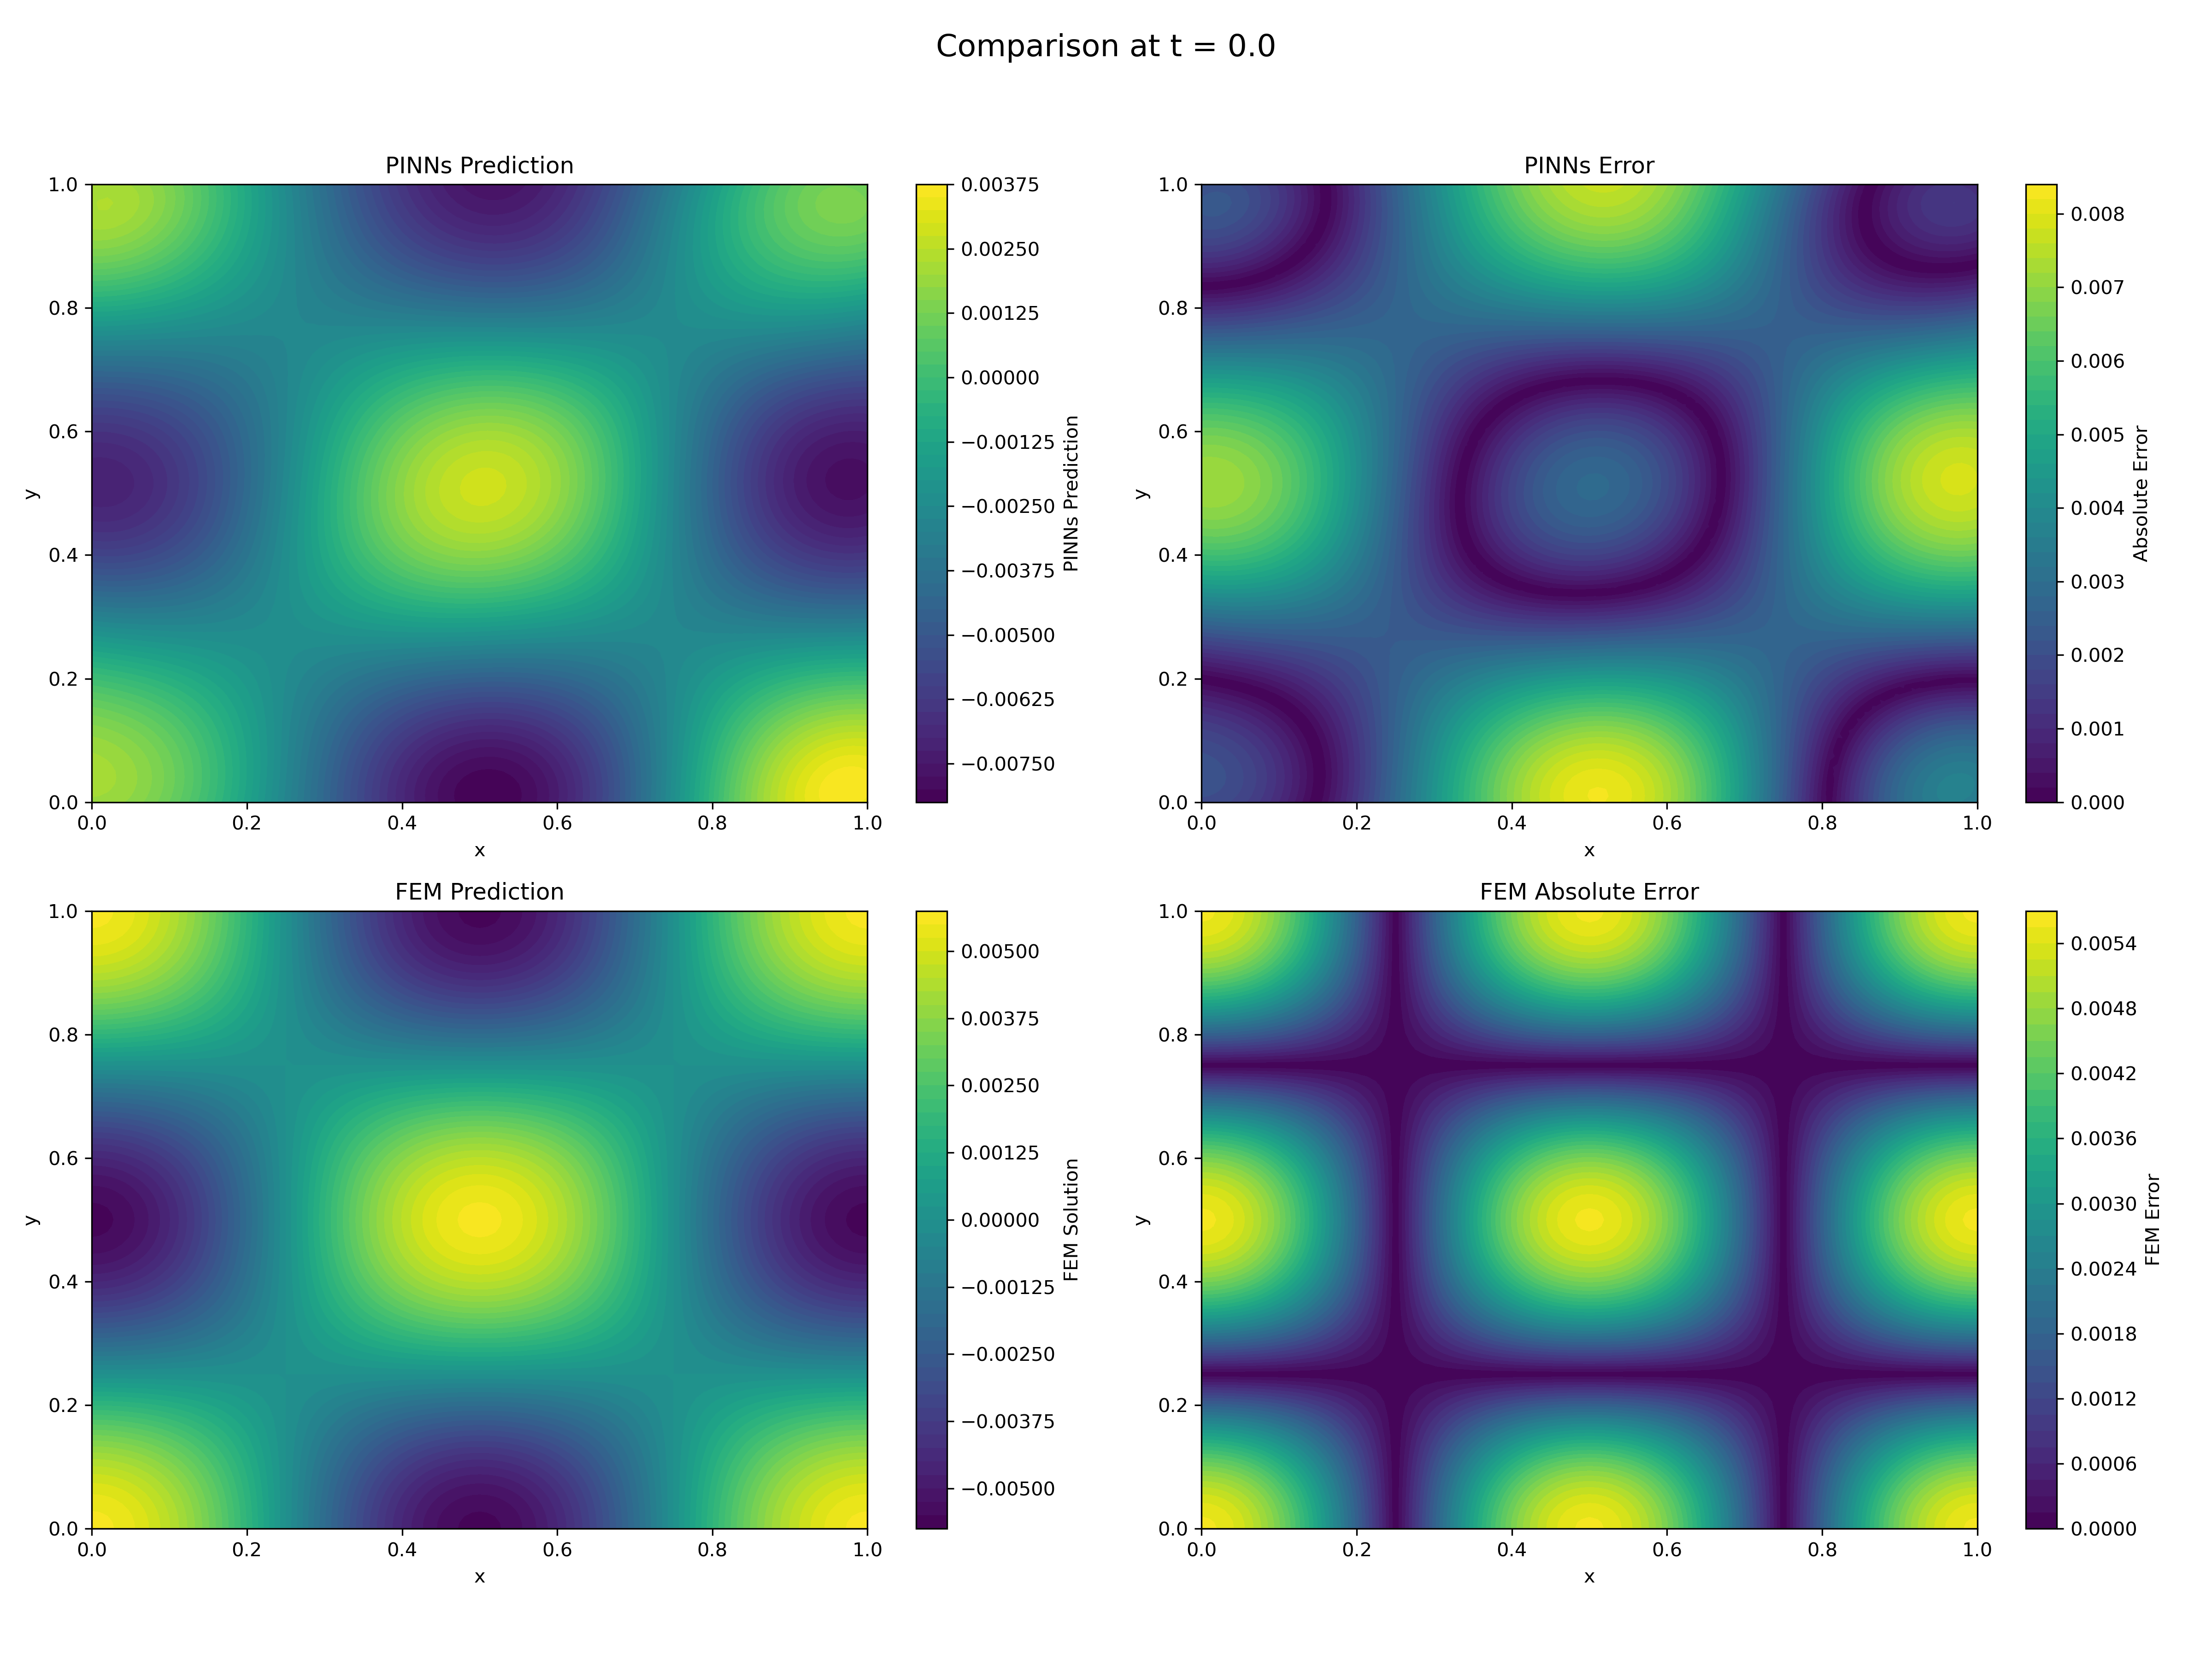 Comparison at t = 0.0
PINNs Prediction
1.0
0.8
0.6
0.4
0.2
0.0
y
0.0 0.2 0.4 0.6 0.8 1.0
x
0.00375
0.00250
0.00125
0.00000
−0.00125
−0.00250
−0.00375
−0.00500
−0.00625
−0.00750
PINNs Prediction
PINNs Error
1.0
0.8
0.6
0.4
0.2
0.0
y
0.0 0.2 0.4 0.6 0.8 1.0
x
0.008
0.007
0.006
0.005
0.004
0.003
0.002
0.001
0.000
Absolute Error
FEM Prediction
1.0
0.8
0.6
0.4
0.2
0.0
y
0.0 0.2 0.4 0.6 0.8 1.0
x
0.00500
0.00375
0.00250
0.00125
0.00000
−0.00125
−0.00250
−0.00375
−0.00500
FEM Solution
FEM Absolute Error
1.0
0.8
0.6
0.4
0.2
0.0
y
0.0 0.2 0.4 0.6 0.8 1.0
x
0.0054
0.0048
0.0042
0.0036
0.0030
0.0024
0.0018
0.0012
0.0006
0.0000
FEM Error